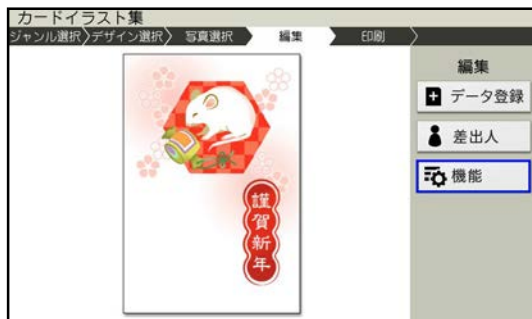 カードイラスト集
ジャンル選択〉デザイン選択〉 写真選択 編集 印刷 〉
編集
データ登録
差出人
機能
謹賀新年